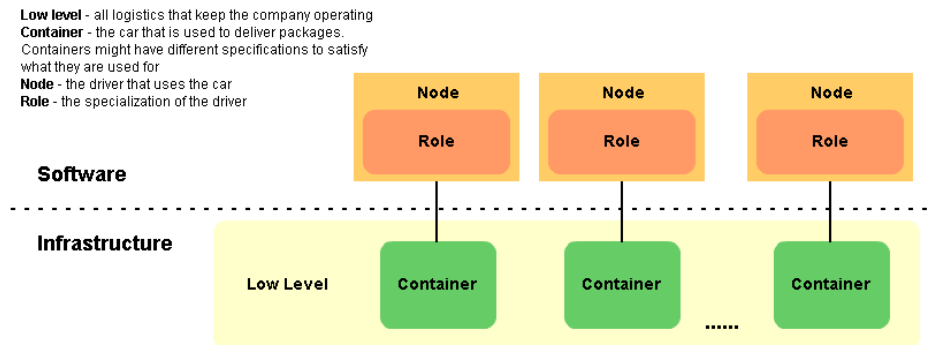 Low level - all logistics that keep the company operating
Container - the car that is used to deliver packages.
Containers might have different specifications to satisfy
what they are used for
Node - the driver that uses the car
Role - the specialization of the driver
Node Node Node
Role Role Role
Software
Infrastructure
Low Level Container Container Container
......